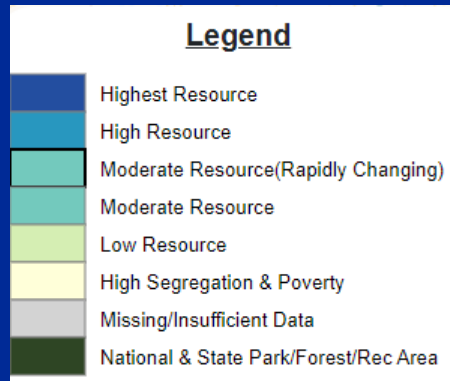 Legend
Highest Resource
High Resource
Moderate Resource(Rapidly Changing)
Moderate Resource
Low Resource
High Segregation & Poverty
Missing/Insufficient Data
National & State Park/Forest/Rec Area